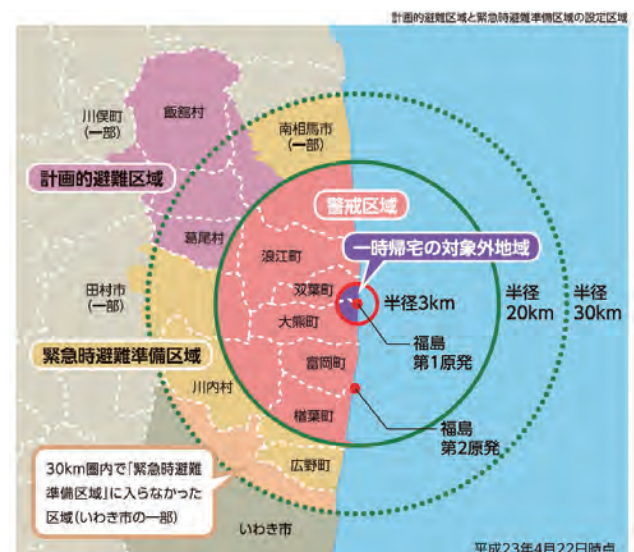 計画的避難区域と緊急時避難準備区域の設定区域
飯館村
川俣町
(一部)
南相馬市
(一部)
計画的避難区域
警戒区域
葛尾村
浪江町
一時帰宅の対象外地域
田村市
(一部)
双葉町
半径3km
半径
20km
半径
30km
大熊町
緊急時避難準備区域
福島
第1原発
富岡町
川内村
楢葉町
福島
第2原発
広野町
30km圏内で「緊急時避難
準備区域」に入らなかった
区域(いわき市の一部)
いわき市
平成23年4月22日時点